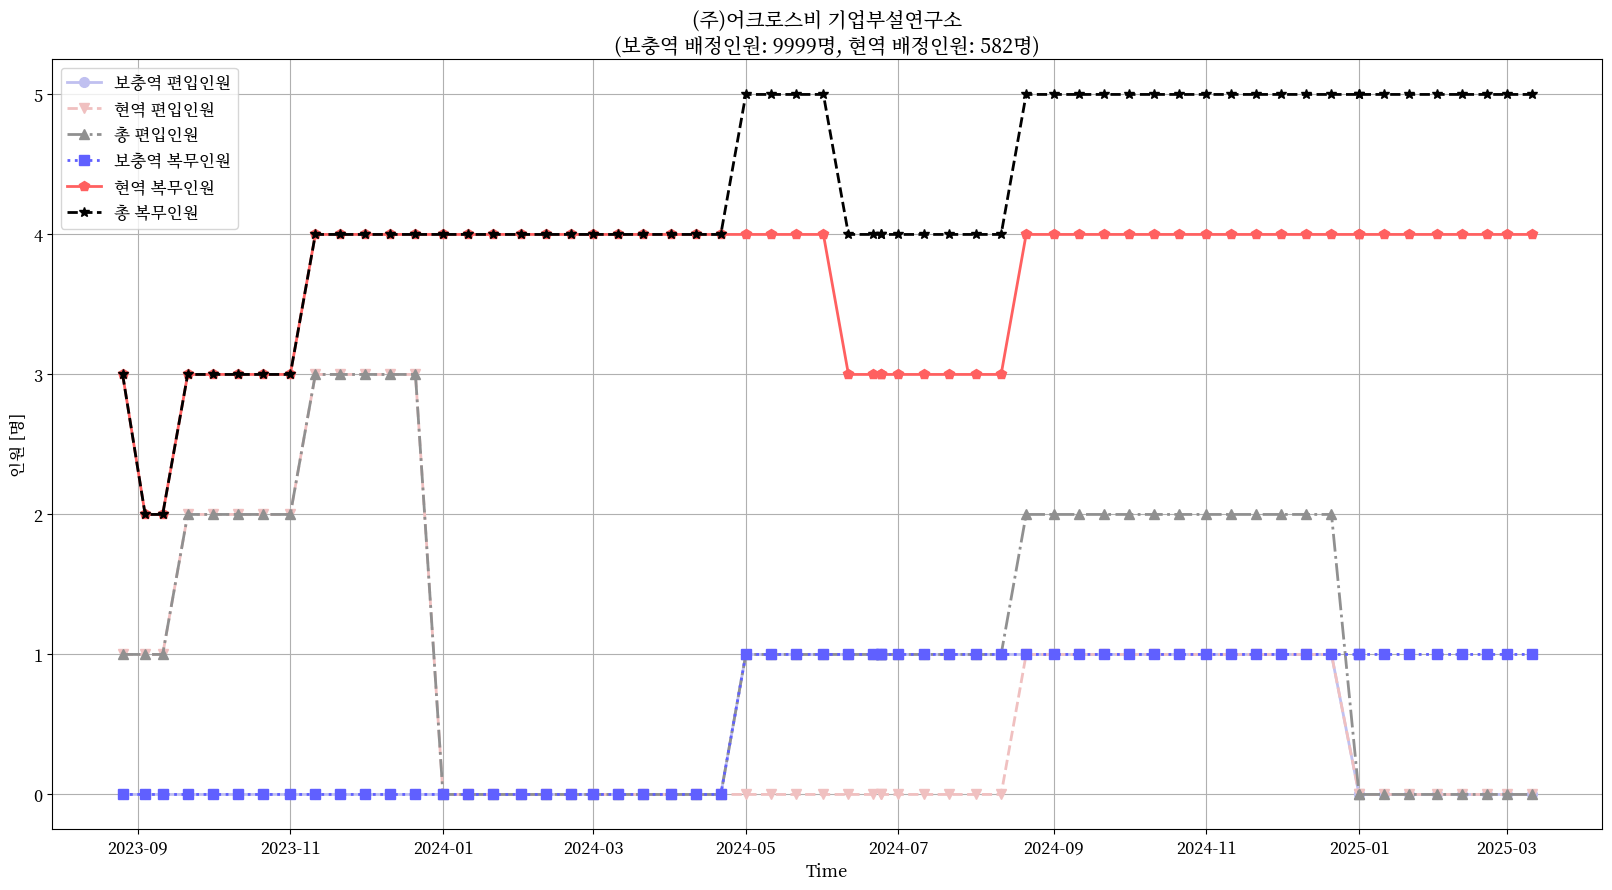 (주)어크로스비 기업부설연구소
(보충역 배정인원: 9999명, 현역 배정인원: 582명)
보충역 편입인원
현역 편입인원
총 편입인원
보충역 복무인원
현역 복무인원
총 복무인원
인원 [명]
5
4
3
2
1
0
2023-09 2023-11 2024-01 2024-03 2024-05 2024-07 2024-09 2024-11 2025-01 2025-03
Time